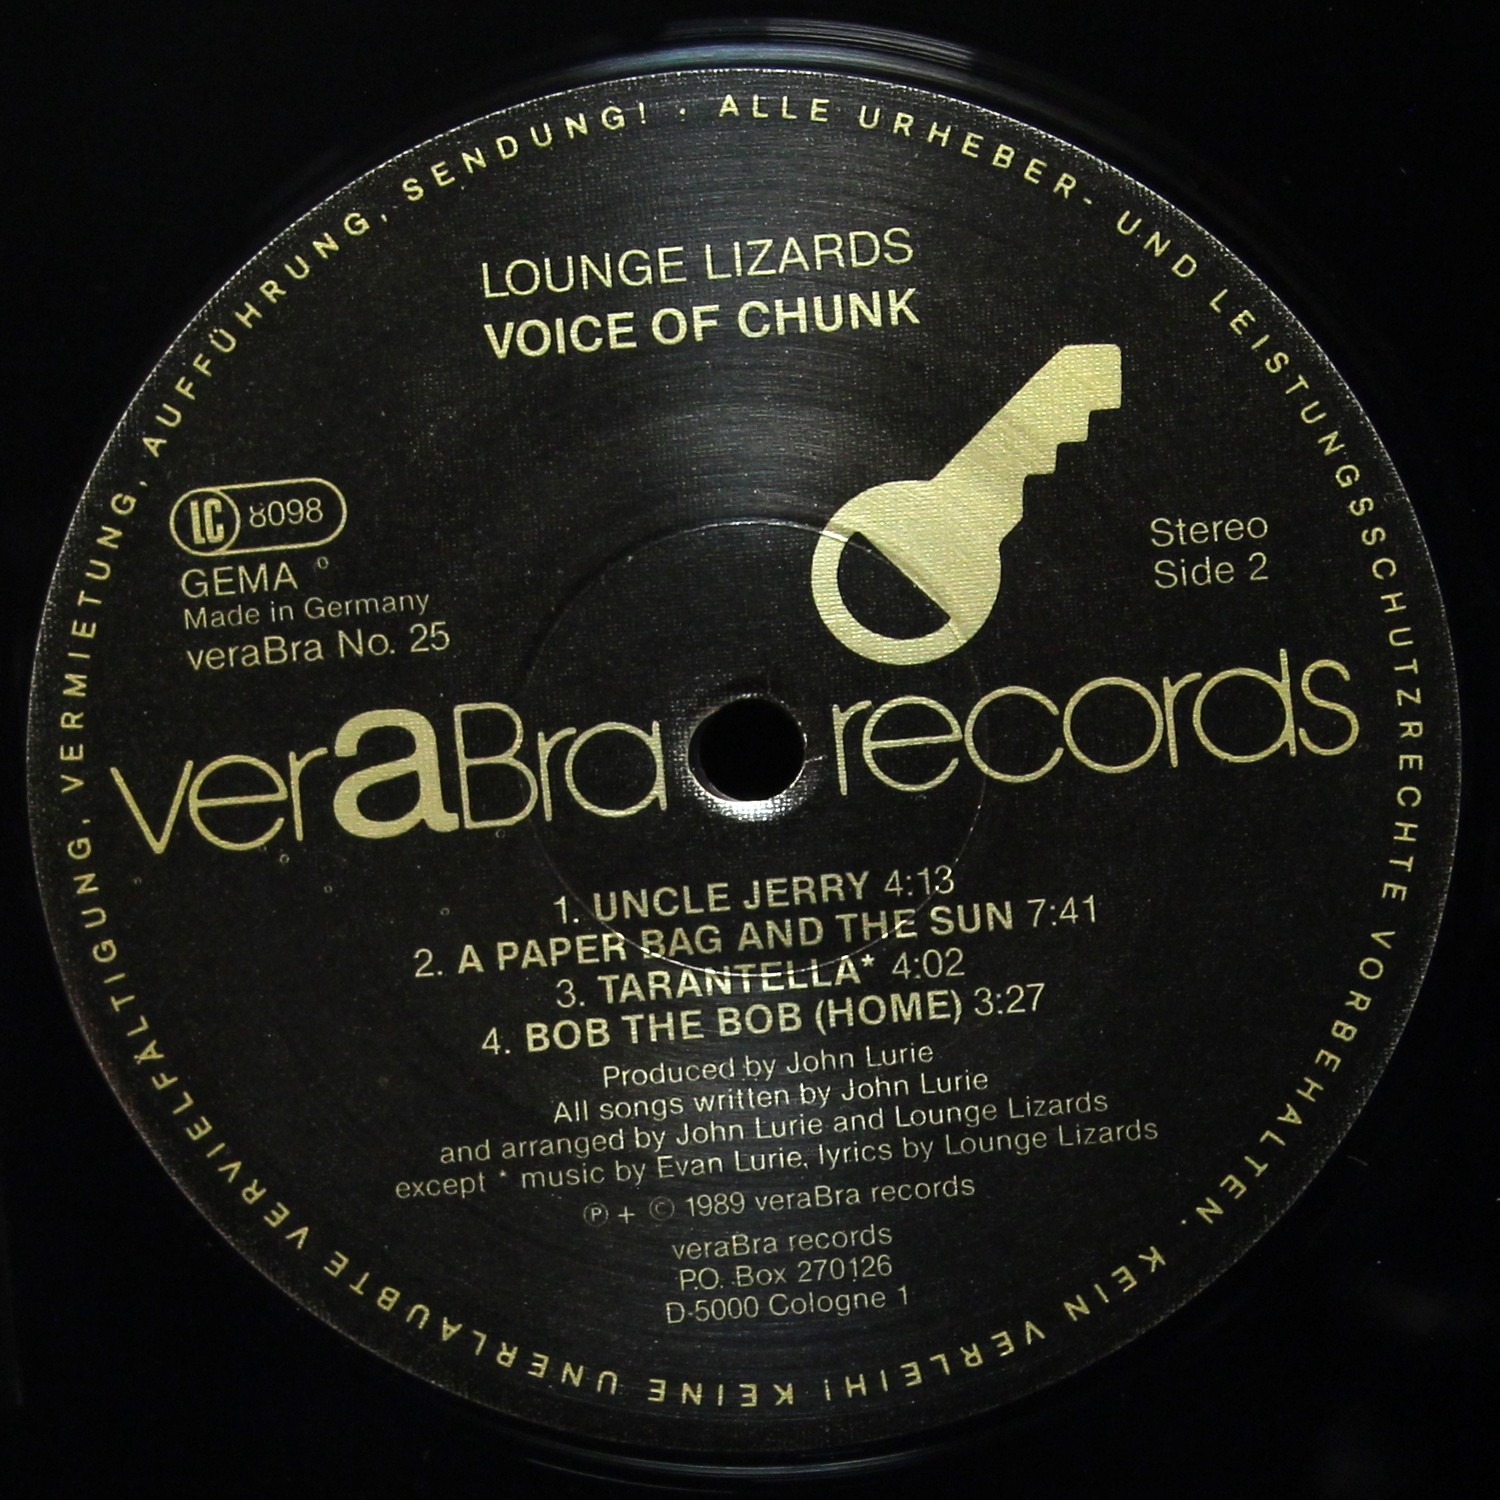 ALLE URHEBER- UND LEISTUNGSSCHUTZRECHTE VORBEHALTEN. KEIN VERLEIH! KEINE UNERLAUBTE VERVIELFÄLTIGUNG, VERMIETUNG, AUFFÜHRUNG, SENDUNG! ·
LOUNGE LIZARDS
VOICE OF CHUNK
LC 8098
GEMA
Made in Germany
veraBra No. 25
Stereo
Side 2
veraBra records
1. UNCLE JERRY 4:13
2. A PAPER BAG AND THE SUN 7:41
3. TARANTELLA* 4:02
4. BOB THE BOB (HOME) 3:27
Produced by John Lurie
All songs written by John Lurie
and arranged by John Lurie and Lounge Lizards
except * music by Evan Lurie, lyrics by Lounge Lizards
Ⓟ + © 1989 veraBra records
veraBra records
P.O. Box 270126
D-5000 Cologne 1